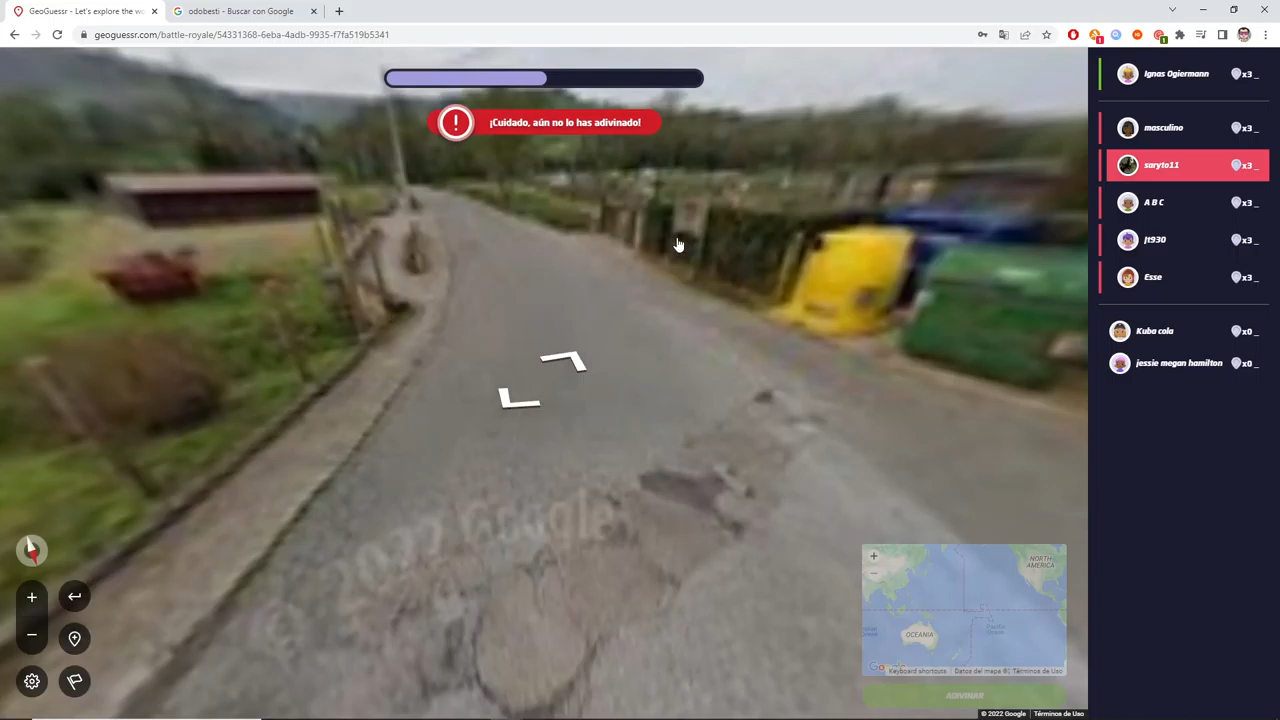 GeoGuessr - Let's explore the wo
odobesti - Buscar con Google
geoguessr.com/battle-royale/54331368-6eba-4adb-9935-f7fa519b5341
1
1
¡Cuidado, aún no lo has adivinado!
Ignas Ogiermann x3
masculino x3
saryto11 x3
A B C x3
Jt930 x3
Esse x3
Kuba cola x0
jessie megan hamilton x0
2022 Google
NORTH
AMERICA
OCEANIA
Keyboard shortcuts Datos del mapa Términos de Uso
ADIVINAR
© 2022 Google Términos de Uso